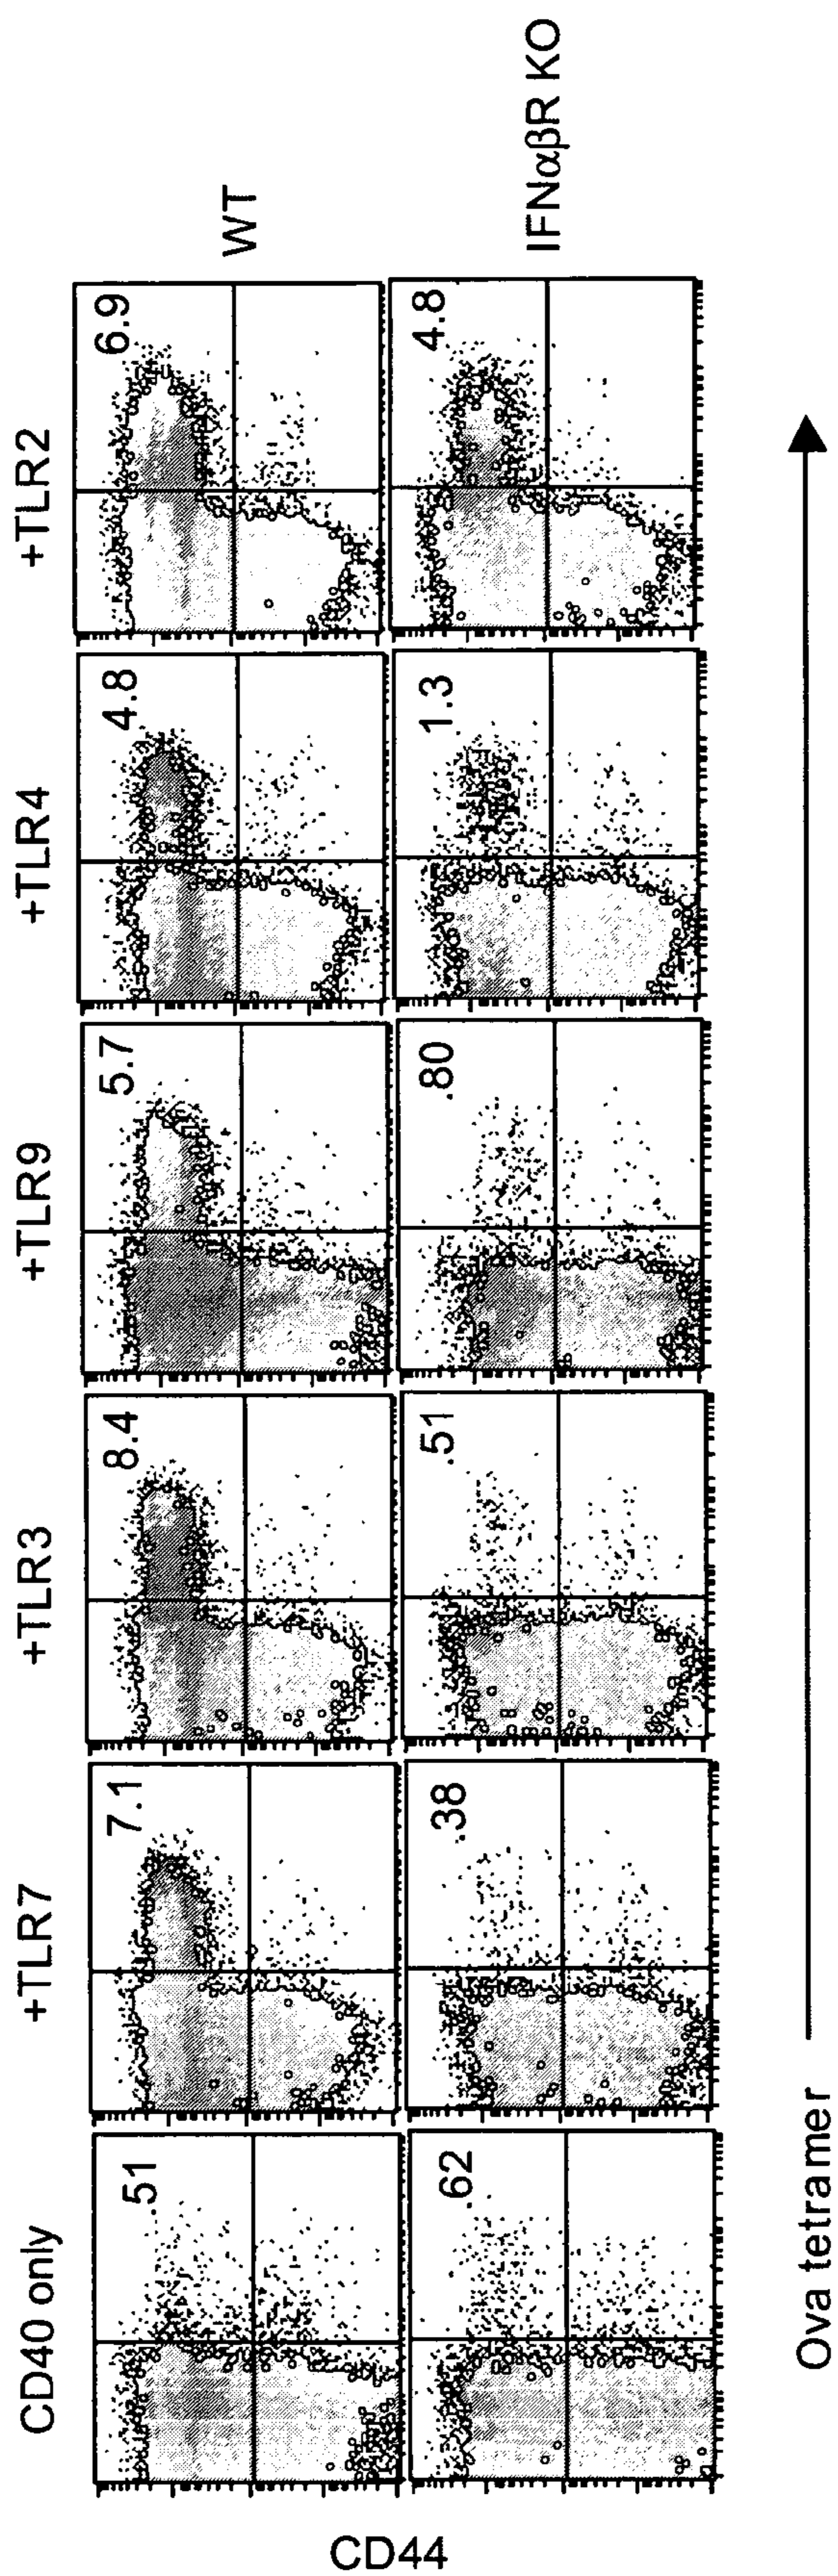 CD40 only +TLR7 +TLR3 +TLR9 +TLR4 +TLR2
.51 7.1 8.4 5.7 4.8 6.9 WT
.62 .38 .51 .80 1.3 4.8 IFNαβR KO
CD44
Ova tetramer